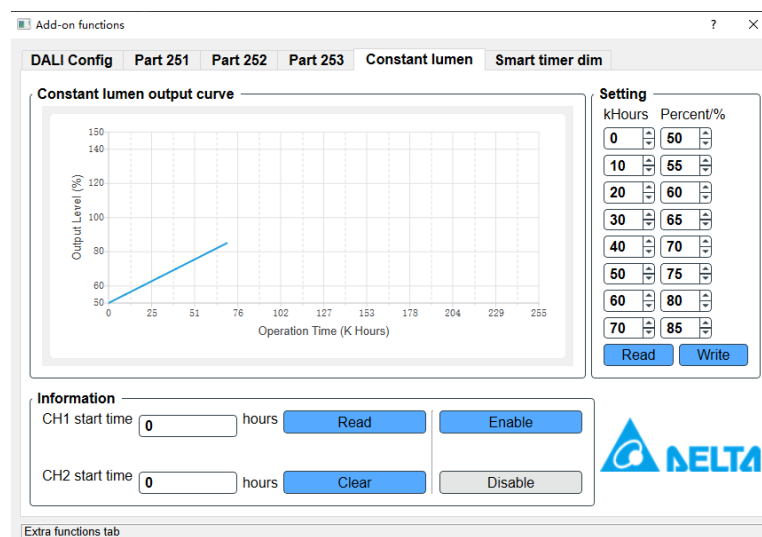 Add-on functions
DALI Config Part 251 Part 252 Part 253 Constant lumen Smart timer dim
Constant lumen output curve
150
140
120
100
80
60
50
Output Level (%)
0 25 51 76 102 127 153 178 204 229 255
Operation Time (K Hours)
Setting
kHours Percent/%
0 50
10 55
20 60
30 65
40 70
50 75
60 80
70 85
Read Write
Information
CH1 start time 0 hours Read Enable
CH2 start time 0 hours Clear Disable
DELTA
Extra functions tab